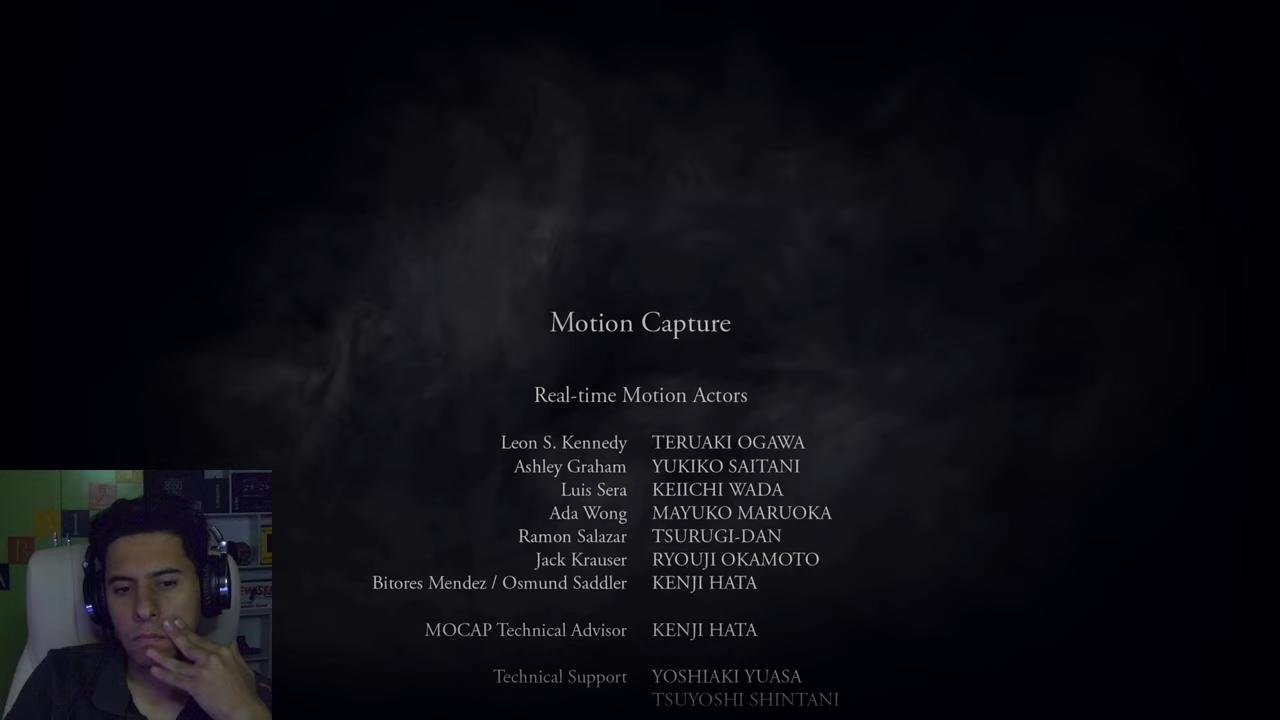 Motion Capture
Real-time Motion Actors
Leon S. Kennedy TERUAKI OGAWA
Ashley Graham YUKIKO SAITANI
Luis Sera KEIICHI WADA
Ada Wong MAYUKO MARUOKA
Ramon Salazar TSURUGI-DAN
Jack Krauser RYOUJI OKAMOTO
Bitores Mendez / Osmund Saddler KENJI HATA
MOCAP Technical Advisor KENJI HATA
Technical Support YOSHIAKI YUASA
TSUYOSHI SHINTANI